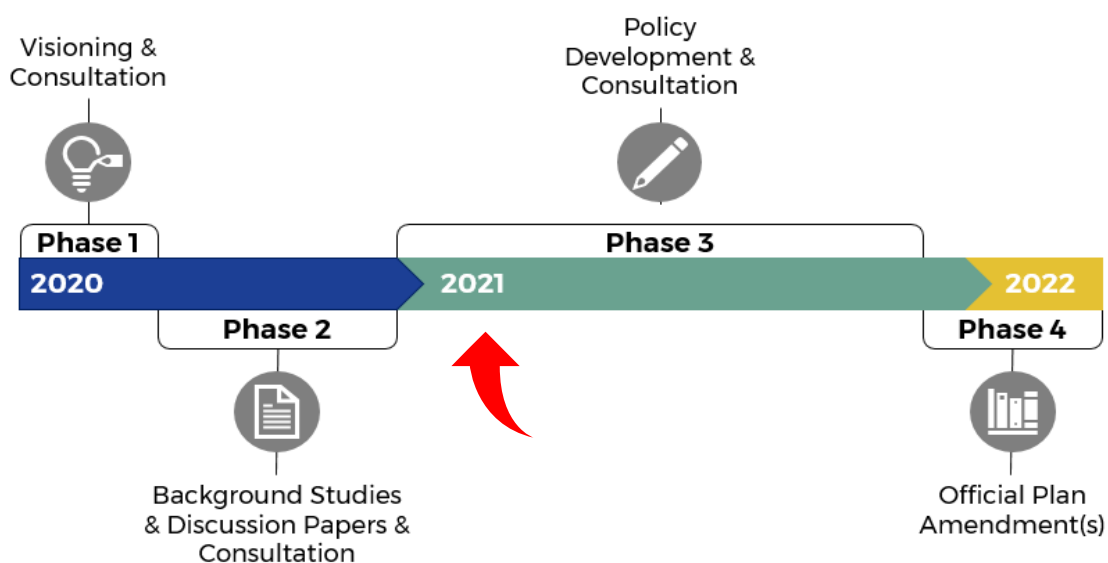 Visioning &
Consultation
Policy
Development &
Consultation
Phase 1
Phase 3
2020
2021
2022
Phase 2
Phase 4
Background Studies
& Discussion Papers &
Consultation
Official Plan
Amendment(s)